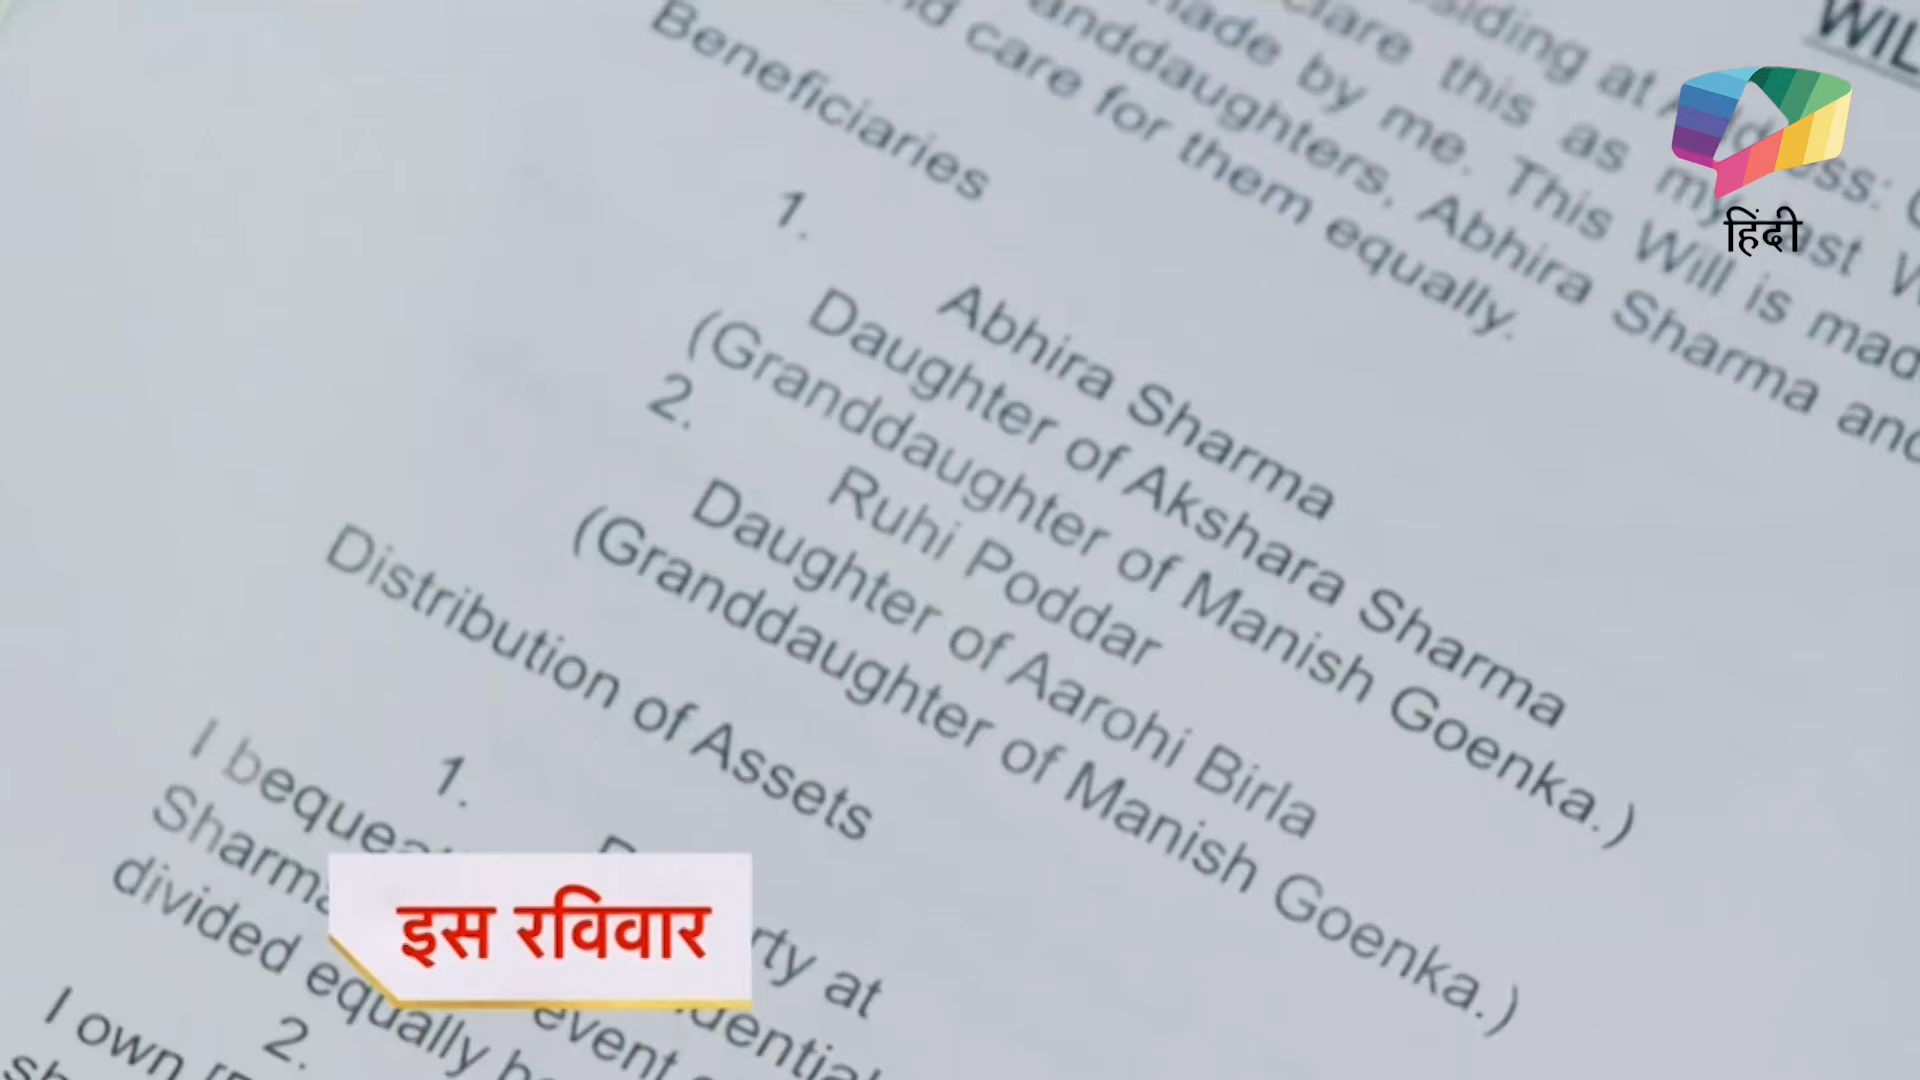 WIL
siding at Address:
clare this as my last W
made by me. This Will is mad
anddaughters, Abhira Sharma and
nd care for them equally.
हिंदी
Beneficiaries
1.
Abhira Sharma
Daughter of Akshara Sharma
(Granddaughter of Manish Goenka.)
2.
Ruhi Poddar
Daughter of Aarohi Birla
(Granddaughter of Manish Goenka.)
Distribution of Assets
1.
rty at
I bequea
dential
Sharma
event
divided equally
2.
I own
इस रविवार